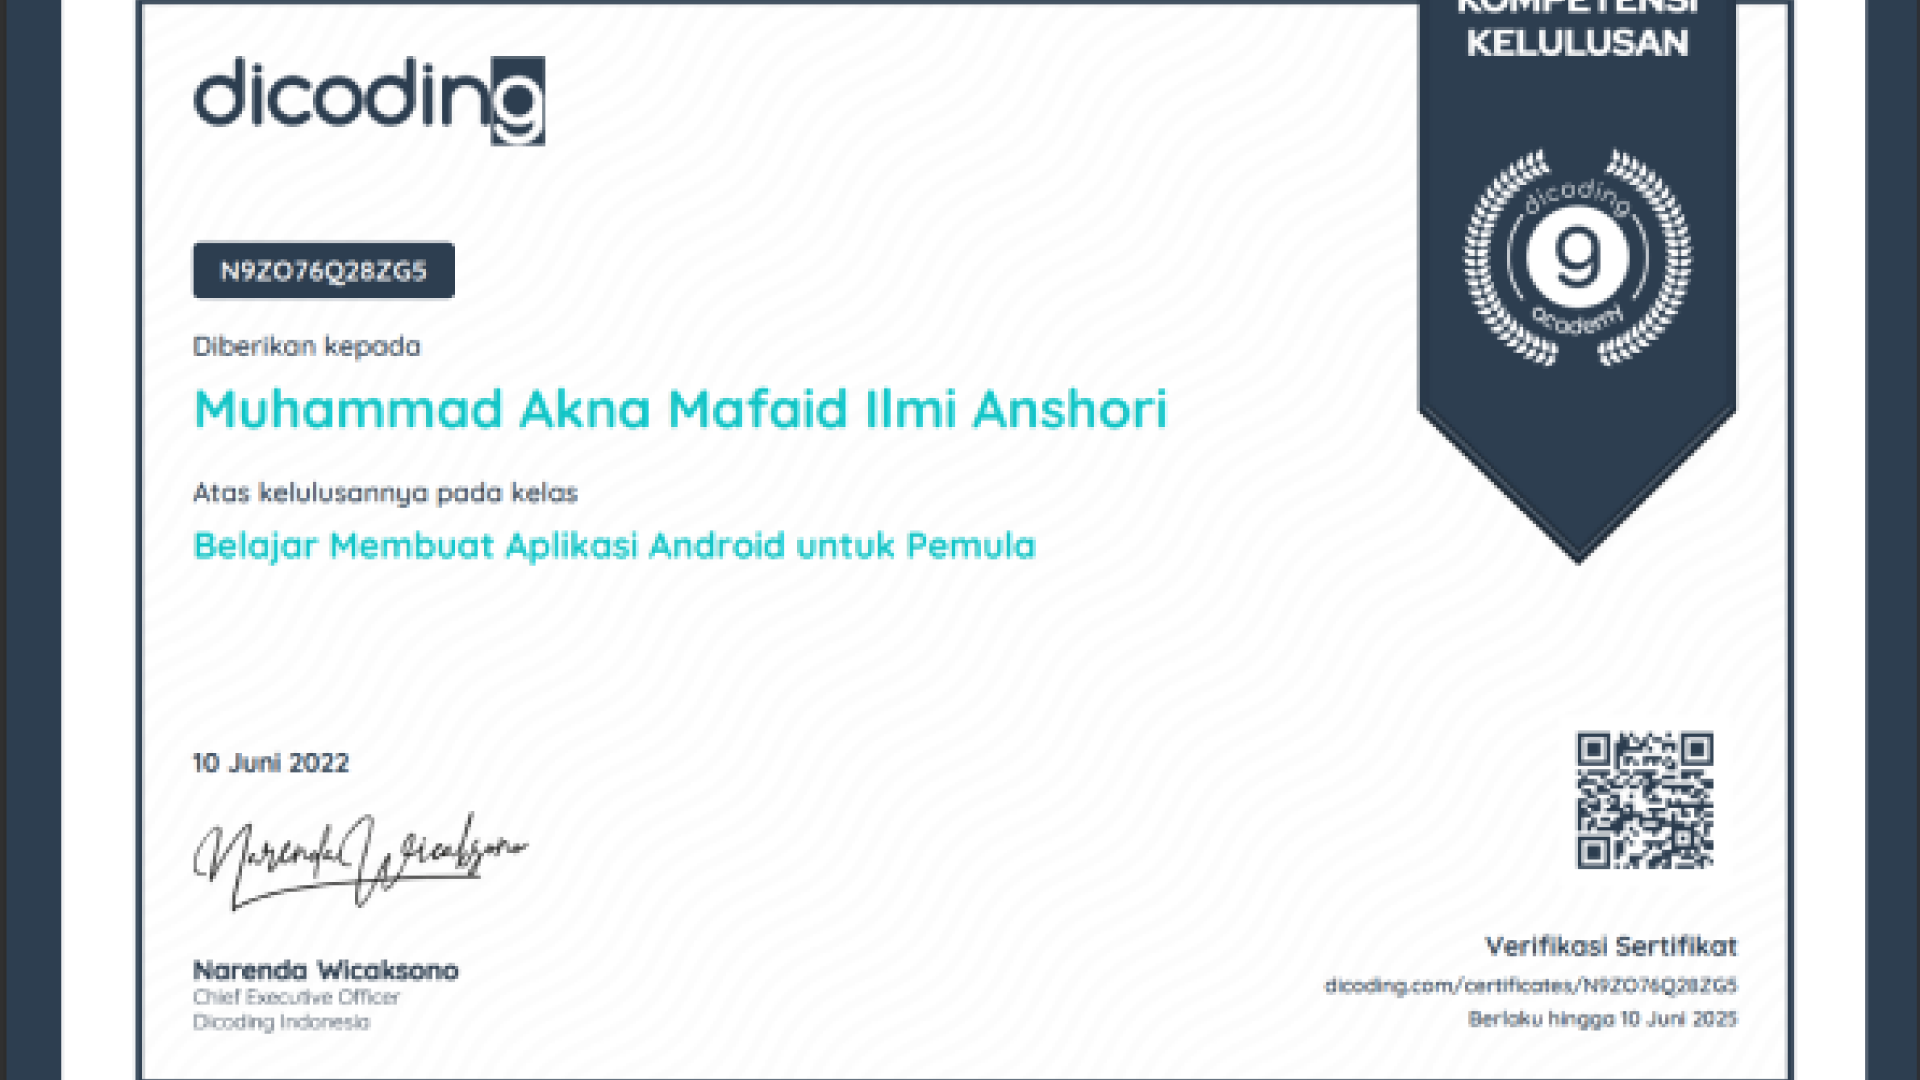 KOMPETENSI
KELULUSAN
dicoding
dicoding
9
academy
N9ZO76Q28ZG5
Diberikan kepada
Muhammad Akna Mafaid Ilmi Anshori
Atas kelulusannya pada kelas
Belajar Membuat Aplikasi Android untuk Pemula
10 Juni 2022
Narenda Wicaksono
Narenda Wicaksono
Chief Executive Officer
Dicoding Indonesia
Verifikasi Sertifikat
dicoding.com/certificates/N9ZO76Q28ZG5
Berlaku hingga 10 Juni 2025